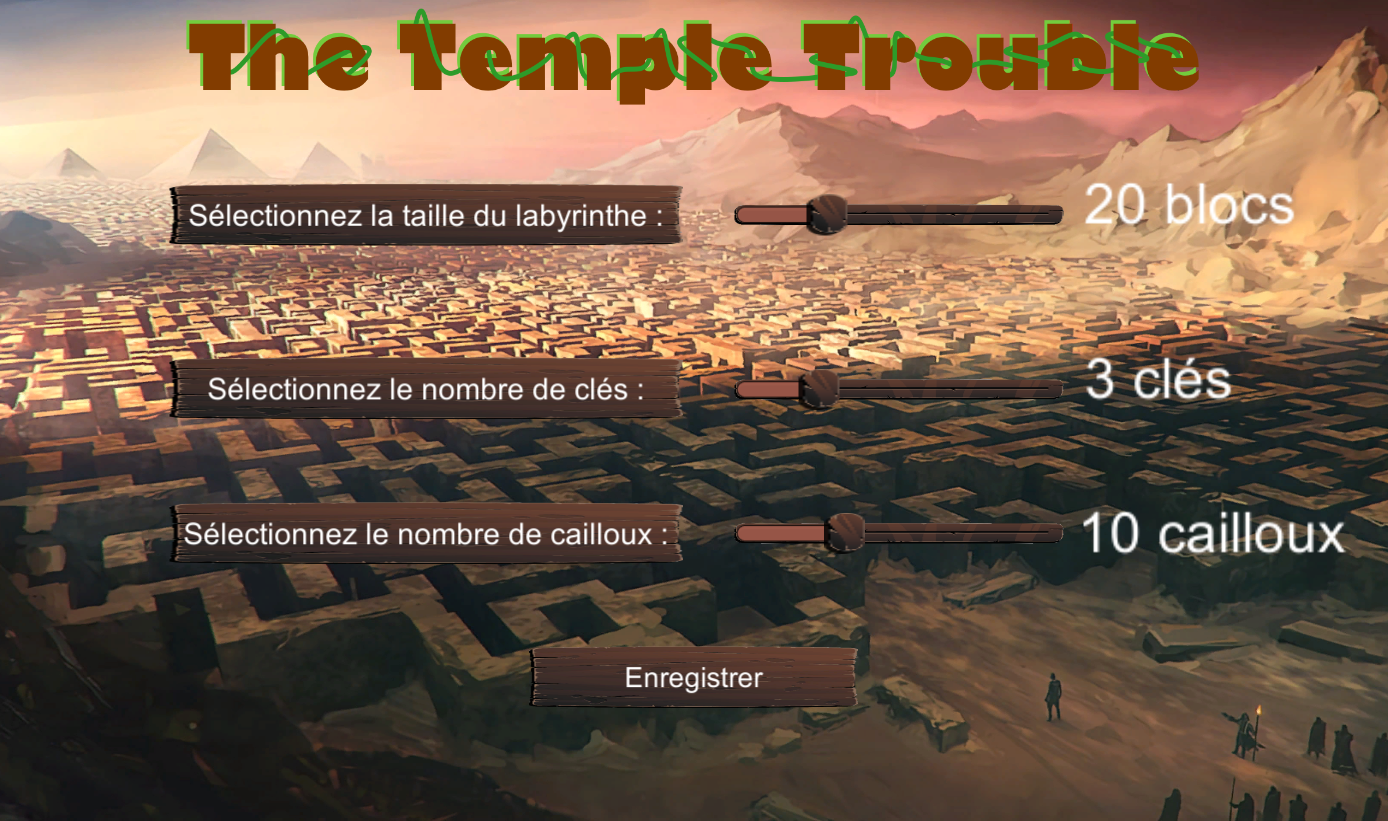 The Temple Trouble
Sélectionnez la taille du labyrinthe :
20 blocs
Sélectionnez le nombre de clés :
3 clés
Sélectionnez le nombre de cailloux :
10 cailloux
Enregistrer